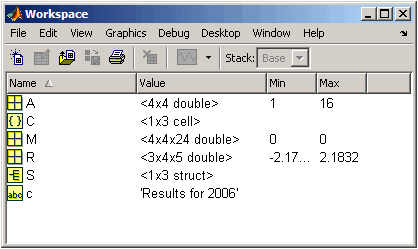 Workspace
File Edit View Graphics Debug Desktop Window Help
Stack: Base
Name Value Min Max
A <4x4 double> 1 16
{ } C <1x3 cell>
M <4x4x24 double> 0 0
R <3x4x5 double> -2.17... 2.1832
S <1x3 struct>
abc c 'Results for 2006'